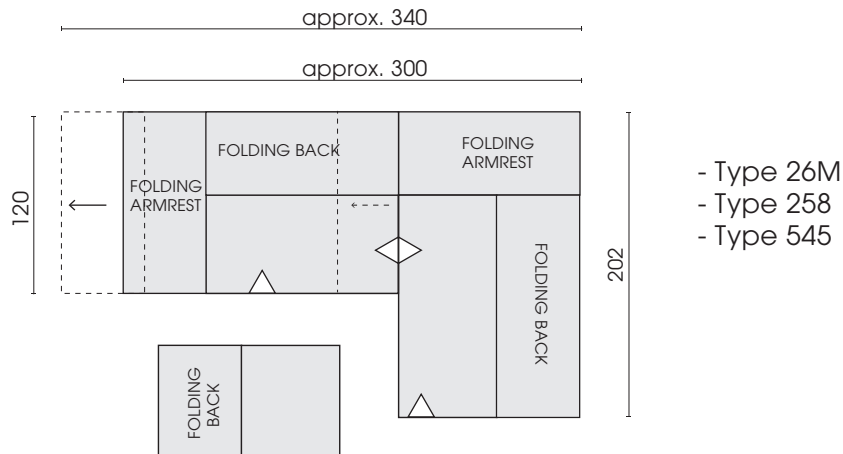 approx. 340
approx. 300
120
FOLDING
ARMREST
FOLDING BACK
FOLDING
ARMREST
FOLDING BACK
202
FOLDING
BACK
- Type 26M
- Type 258
- Type 545